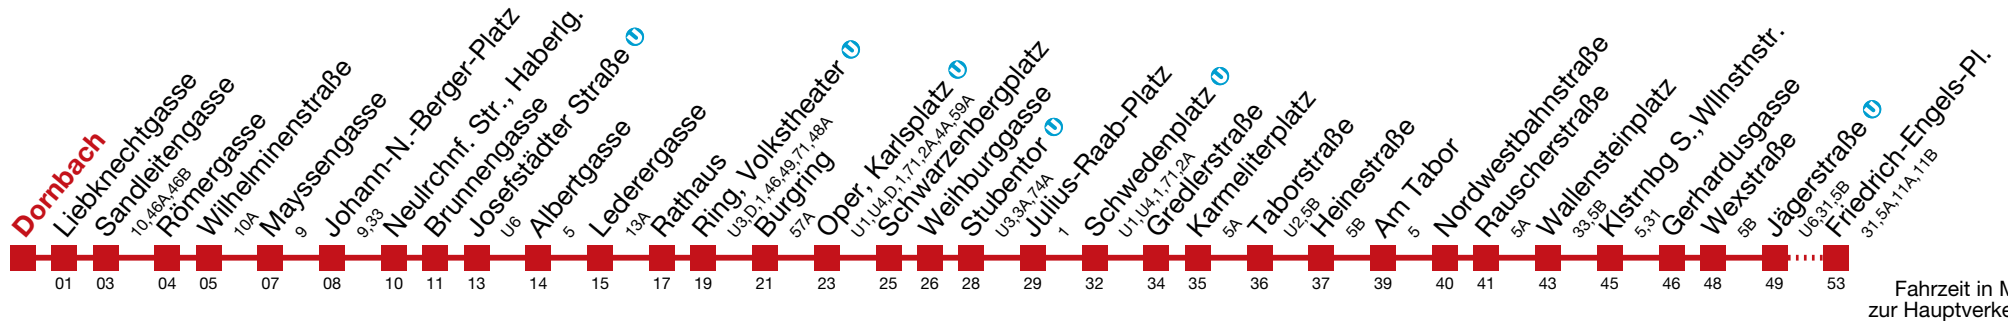 Dornbach
Liebknechtgasse
Sandleitengasse
10,46A,46B
Römergasse
Wilhelminenstraße
10A
Mayssengasse
9
Johann-N.-Berger-Platz
9,33
Neulrchnf. Str., Haberlg.
Brunnengasse
Josefstädter Straße
U6
Albertgasse
5
Lederergasse
13A
Rathaus
Ring, Volkstheater
U3,D,1,46,49,71,48A
Burgring
57A
Oper, Karlsplatz
U1,U4,D,1,71,2A,4A,59A
Schwarzenbergplatz
Weihburggasse
Stubentor
U3,3A,74A
Julius-Raab-Platz
1
Schwedenplatz
U1,U4,1,71,2A
Gredlerstraße
Karmeliterplatz
5A
Taborstraße
U2,5B
Heinestraße
5B
Am Tabor
5
Nordwestbahnstraße
Rauscherstraße
5A
Wallensteinplatz
33,5B
Klstrnbg S., Wllnstnstr.
5,31
Gerhardusgasse
Wexstraße
5B
Jägerstraße
U6,31,5B
Friedrich-Engels-Pl.
31,5A,11A,11B
01 03 04 05 07 08 10 11 13 14 15 17 19 21 23 25 26 28 29 32 34 35 36 37 39 40 41 43 45 46 48 49 53
Fahrzeit in M
zur Hauptverke